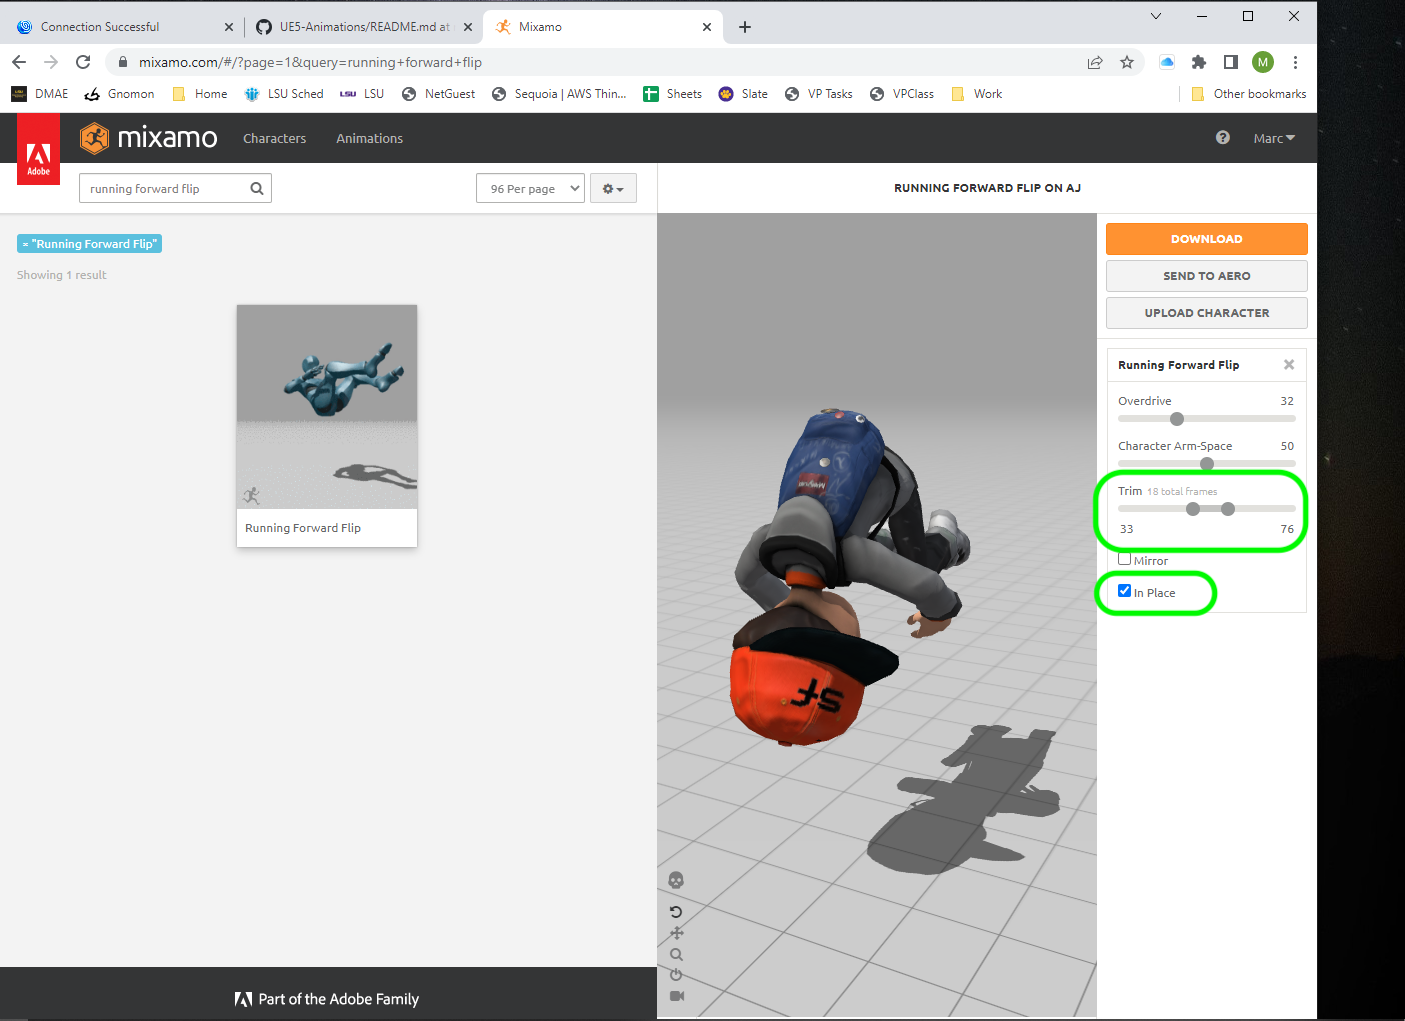 Connection Successful
UE5-Animations/README.md at
Mixamo
mixamo.com/#/?page=1&query=running+forward+flip
M
DMAE
Gnomon
Home
LSU Sched
LSU LSU
NetGuest
Sequoia | AWS Thin...
Sheets
Slate
VP Tasks
VPClass
Work
Other bookmarks
Adobe
mixamo
Characters
Animations
Marc
running forward flip
96 Per page
RUNNING FORWARD FLIP ON AJ
× "Running Forward Flip"
Showing 1 result
Running Forward Flip
SF
DOWNLOAD
SEND TO AERO
UPLOAD CHARACTER
Running Forward Flip
Overdrive 32
Character Arm-Space 50
Trim 18 total frames
33 76
Mirror
In Place
Part of the Adobe Family